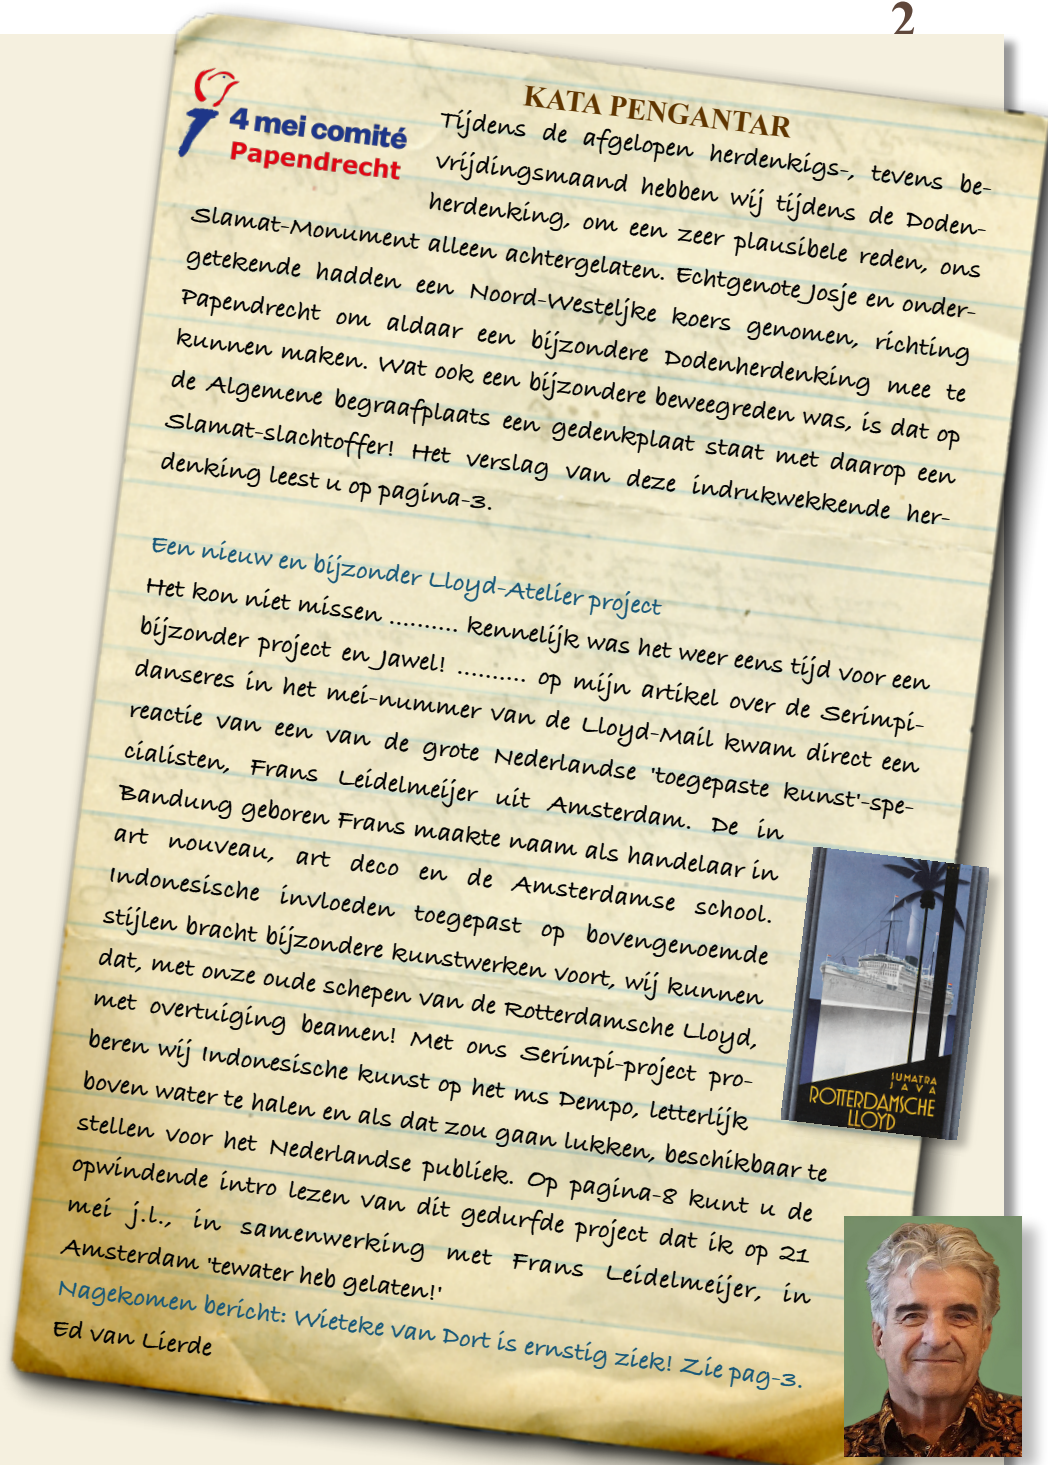 2
4 mei comité
Papendrecht
KATA PENGANTAR
Tijdens de afgelopen herdenkigs-, tevens be-
vrijdingsmaand hebben wij tijdens de Doden-
herdenking, om een zeer plausibele reden, ons
Slamat-Monument alleen achtergelaten. Echtgenote Josje en onder-
getekende hadden een Noord-Westeljke koers genomen, richting
Papendrecht om aldaar een bijzondere Dodenherdenking mee te
kunnen maken. Wat ook een bijzondere beweegreden was, is dat op
de Algemene begraafplaats een gedenkplaat staat met daarop een
Slamat-slachtoffer! Het verslag van deze indrukwekkende her-
denking leest u op pagina-3.
Een nieuw en bijzonder Lloyd-Atelier project
Het kon niet missen .......... kennelijk was het weer eens tijd voor een
bijzonder project en Jawel! .......... op mijn artikel over de Serimpi-
danseres in het mei-nummer van de Lloyd-Mail kwam direct een
reactie van een van de grote Nederlandse 'toegepaste kunst'-spe-
cialisten, Frans Leidelmeijer uit Amsterdam. De in
Bandung geboren Frans maakte naam als handelaar in
art nouveau, art deco en de Amsterdamse school.
Indonesische invloeden toegepast op bovengenoemde
stijlen bracht bijzondere kunstwerken voort, wij kunnen
dat, met onze oude schepen van de Rotterdamsche Lloyd,
met overtuiging beamen! Met ons Serimpi-project pro-
beren wij Indonesische kunst op het ms Dempo, letterlijk
boven water te halen en als dat zou gaan lukken, beschikbaar te
stellen voor het Nederlandse publiek. Op pagina-8 kunt u de
opwindende intro lezen van dit gedurfde project dat ik op 21
mei j.l., in samenwerking met Frans Leidelmeijer, in
Amsterdam 'tewater heb gelaten!'
Nagekomen bericht: Wieteke van Dort is ernstig ziek! Zie pag-3.
Ed van Lierde
SUMATRA
JAVA
ROTTERDAMSCHE
LLOYD